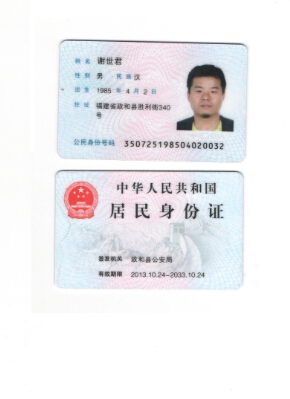 姓名 谢世君
性别 男 民族 汉
出生 1985 年 4 月 2 日
住址 福建省政和县胜利街340
号
公民身份号码 350725198504020032
中华人民共和国
居民身份证
签发机关 政和县公安局
有效期限 2013.10.24-2033.10.24